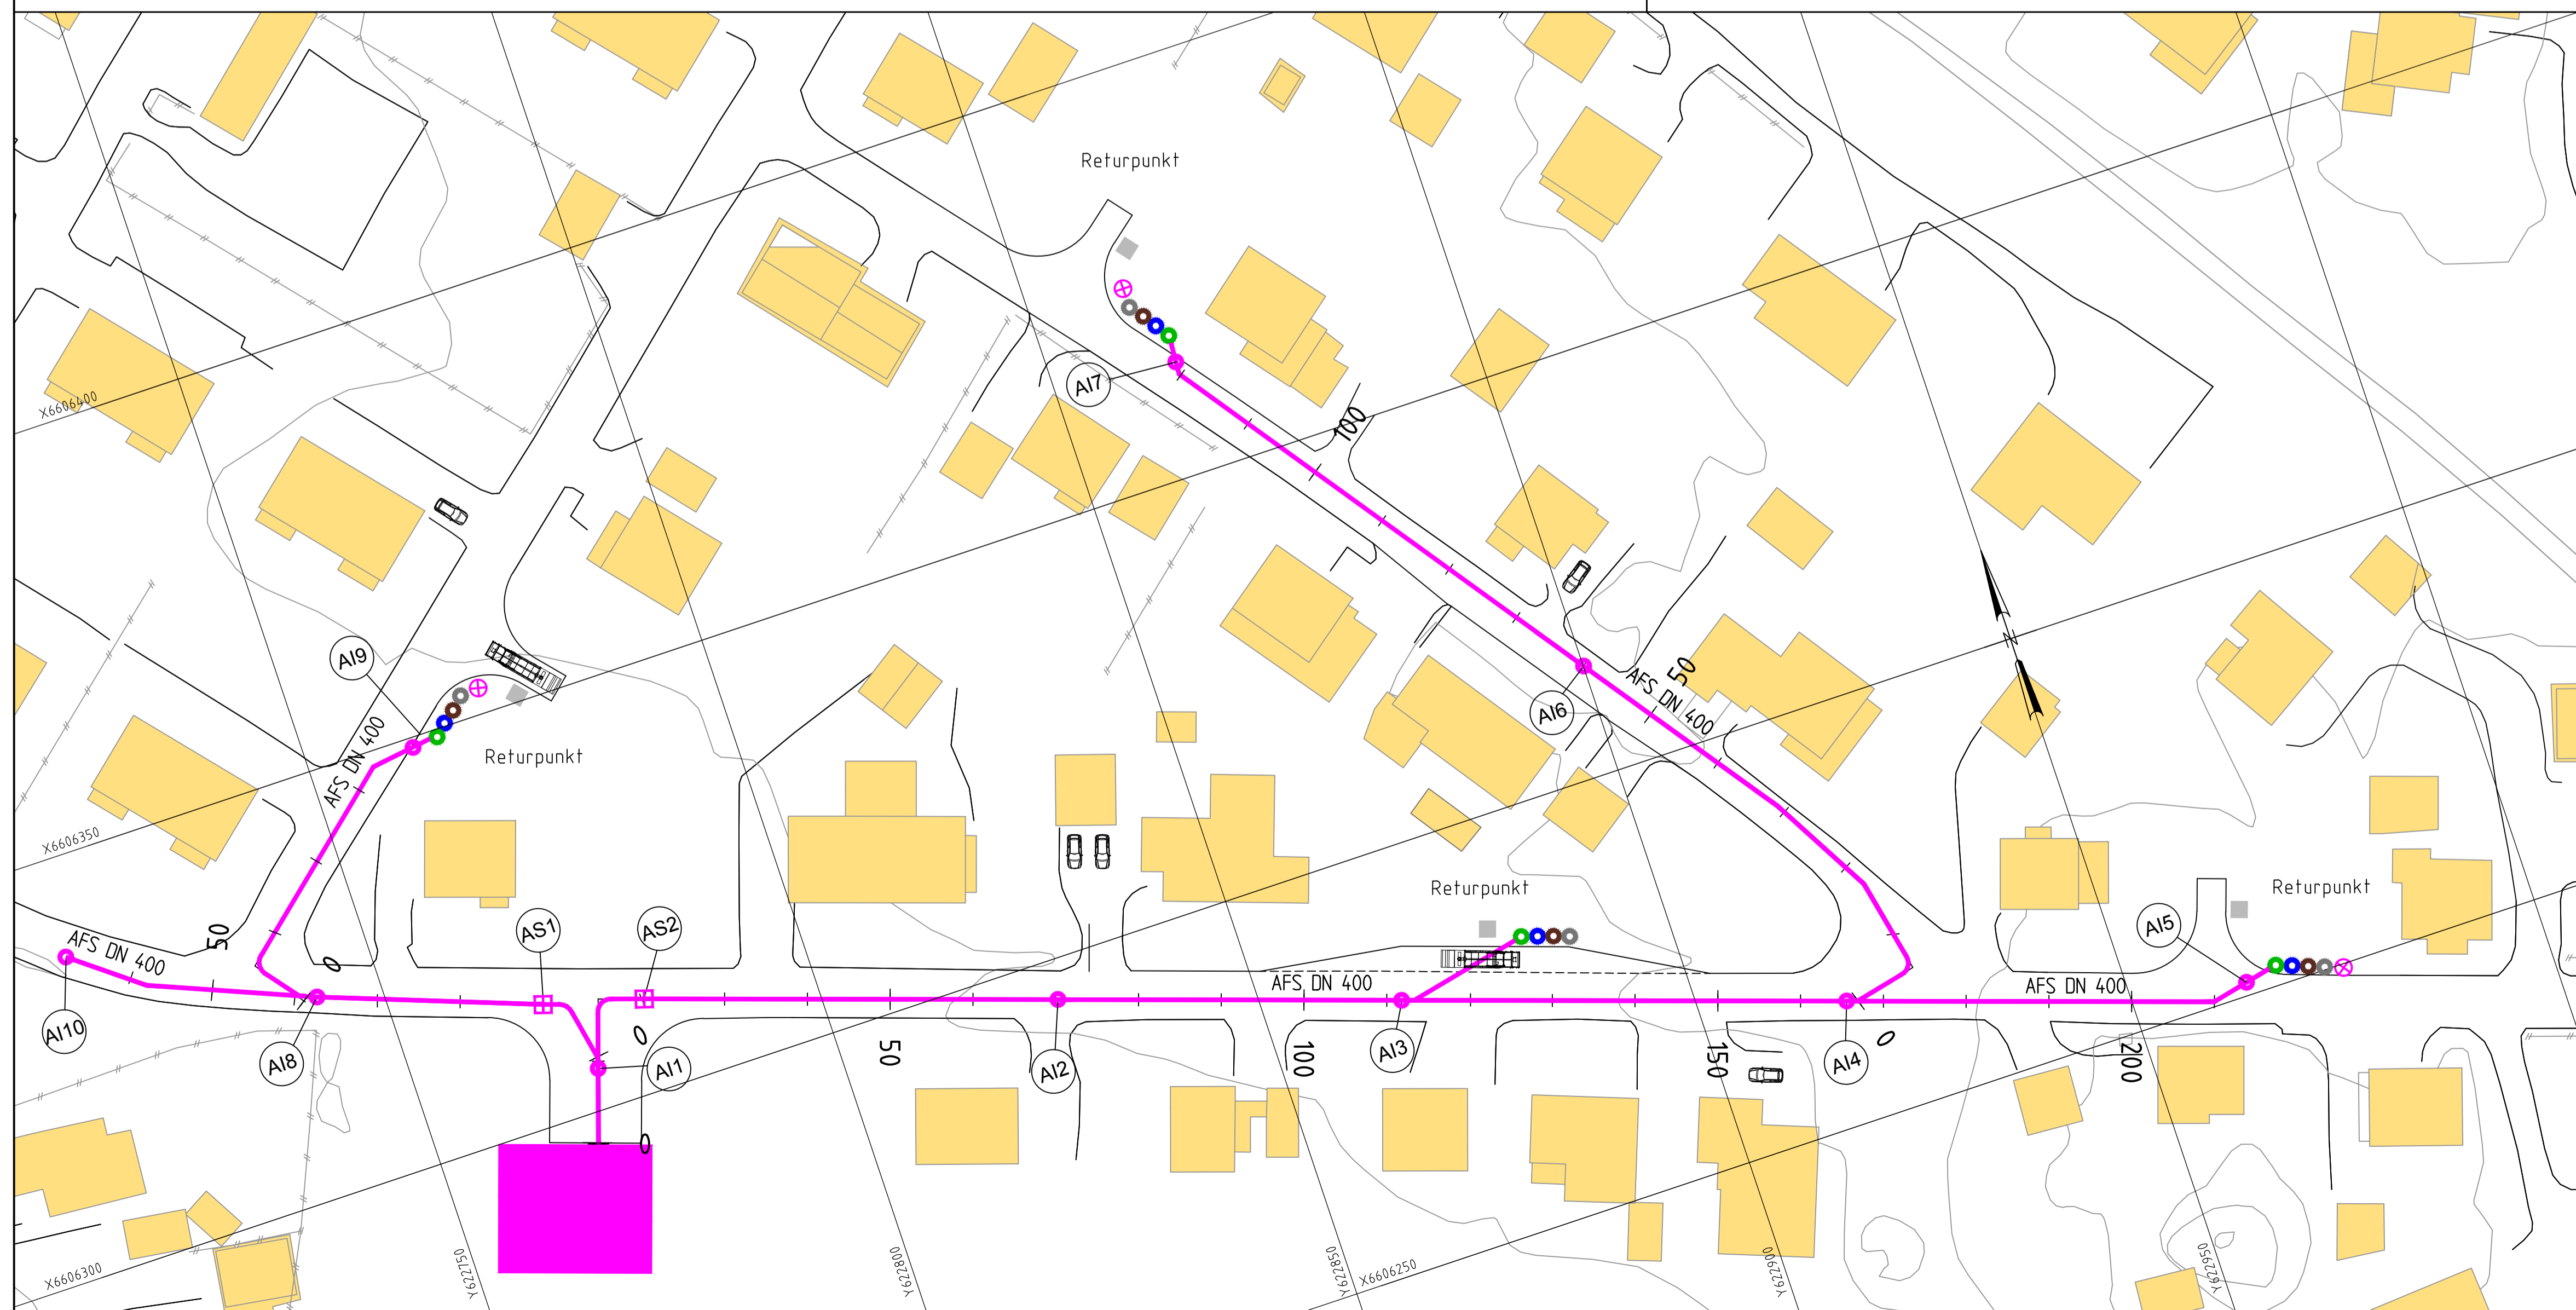 Returpunkt
AI7
X6606400
100
N
AI9
50
AFS DN 400
AI6
AFS DN 400
Returpunkt
X6606350
Returpunkt
Returpunkt
AS1
AS2
AI5
50
AFS DN 400
0
AFS DN 400
AFS DN 400
AI10
AI8
0
AI1
50
AI2
100
AI3
150
AI4
0
200
0
X6606300
Y622750
Y622800
Y622850
X6606250
Y622900
Y622950